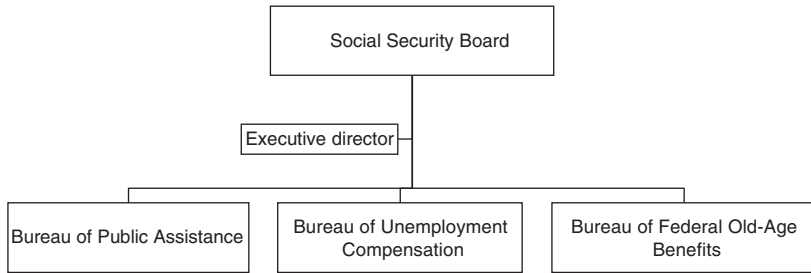 Social Security Board
Executive director
Bureau of Public Assistance
Bureau of Unemployment
Compensation
Bureau of Federal Old-Age
Benefits